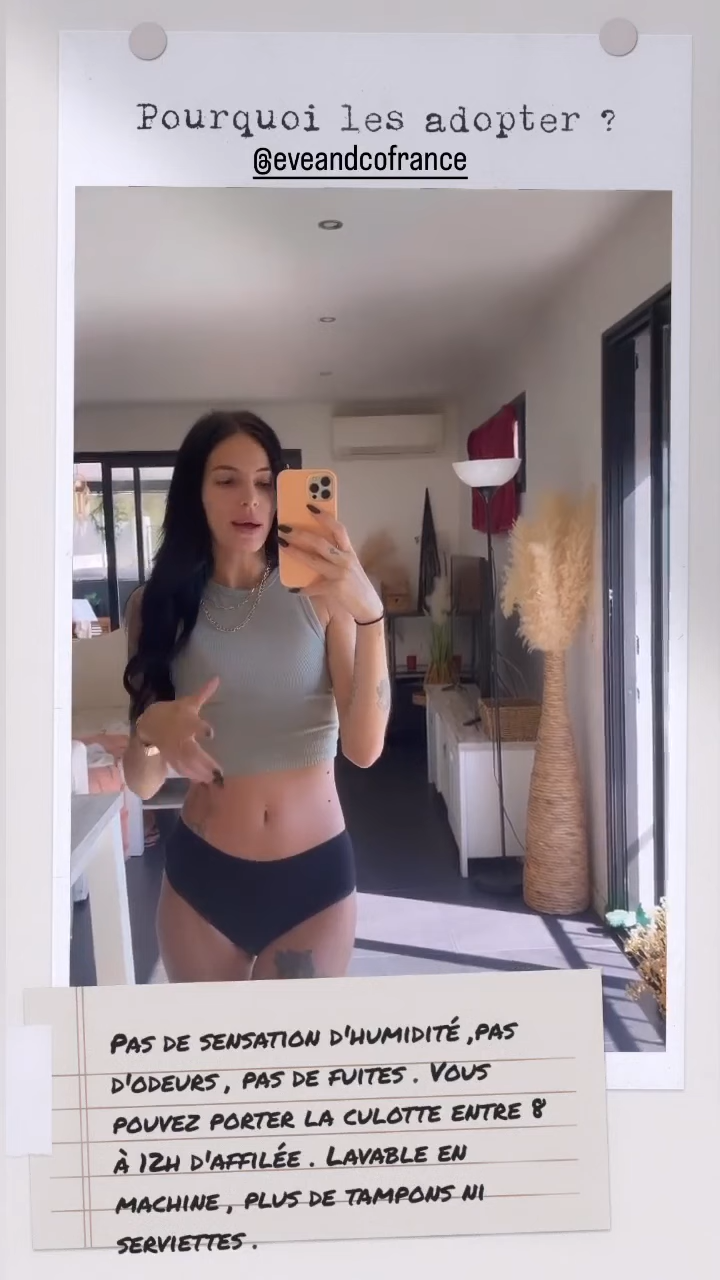 Pourquoi les adopter ?
@eveandcofrance
PAS DE SENSATION D'HUMIDITÉ ,PAS
D'ODEURS , PAS DE FUITES . VOUS
POUVEZ PORTER LA CULOTTE ENTRE 8
À 12H D'AFFILÉE . LAVABLE EN
MACHINE , PLUS DE TAMPONS NI
SERVIETTES .